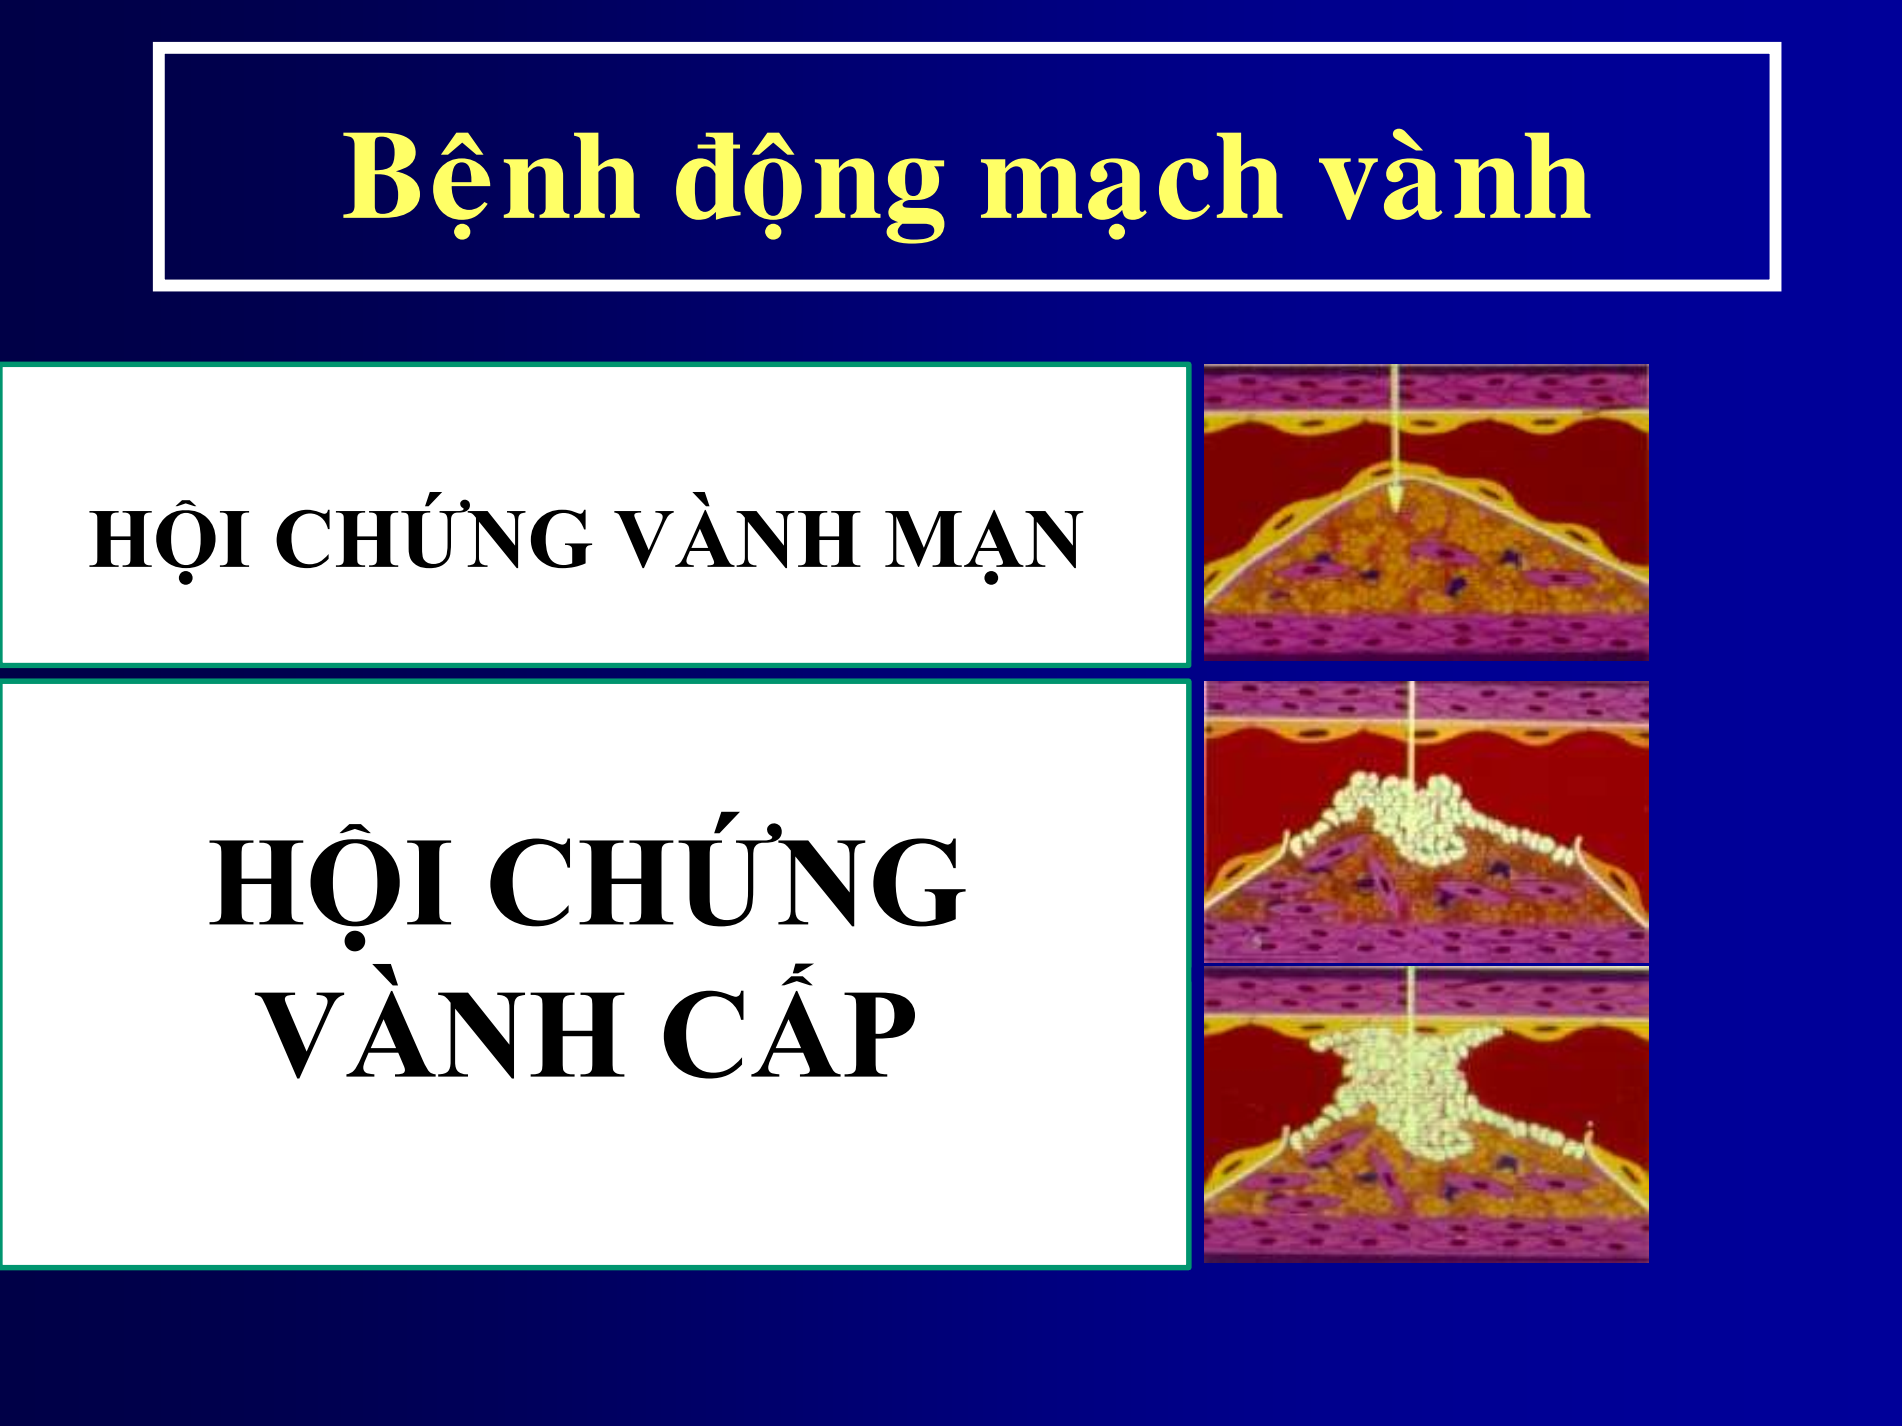 Bệnh động mạch vành
HỘI CHỨNG VÀNH MẠN
HỘI CHỨNG
VÀNH CẤP